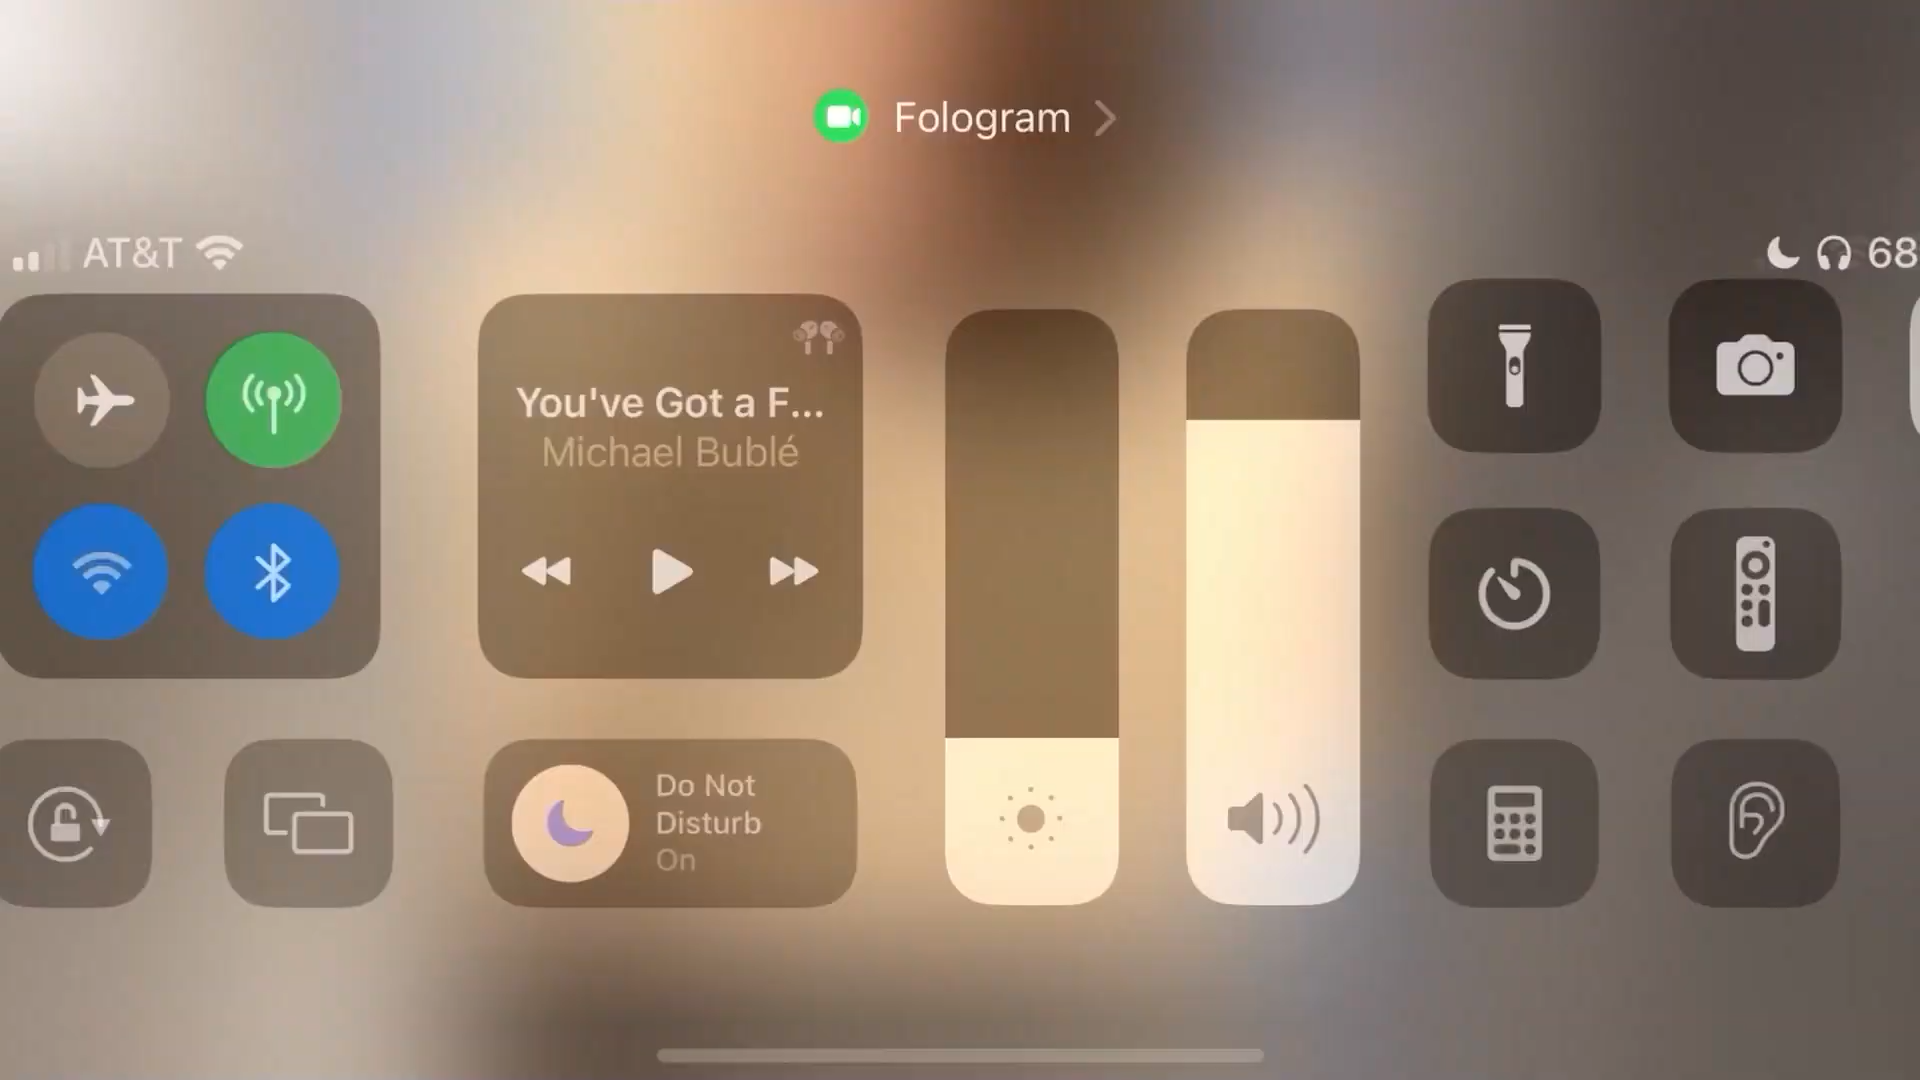 Fologram
AT&T
68
You've Got a F...
Michael Bublé
Do Not
Disturb
On